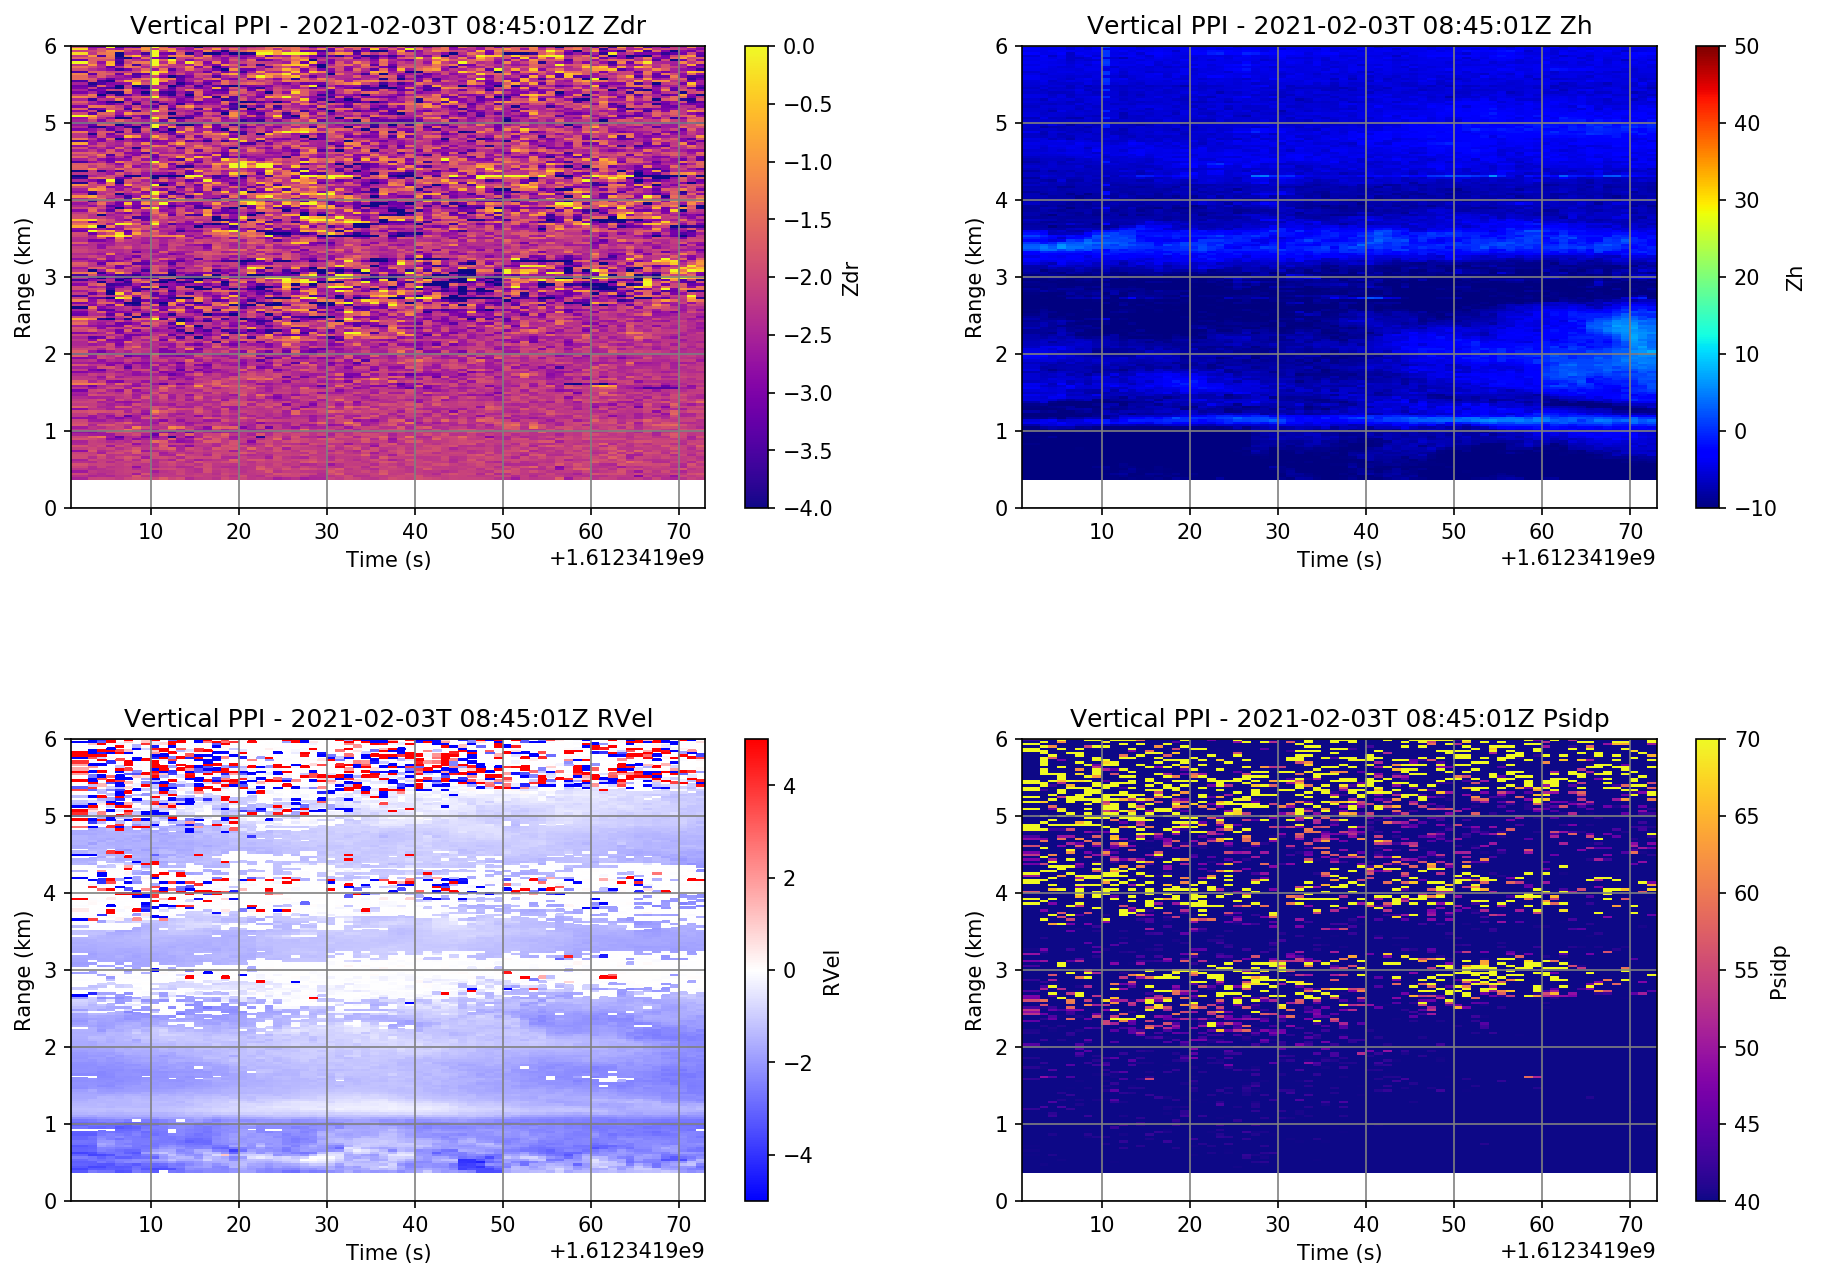 Vertical PPI - 2021-02-03T 08:45:01Z Zdr
6
5
4
3
2
1
0
Range (km)
10 20 30 40 50 60 70
Time (s)
+1.6123419e9
0.0
−0.5
−1.0
−1.5
−2.0
−2.5
−3.0
−3.5
−4.0
Zdr
Vertical PPI - 2021-02-03T 08:45:01Z Zh
6
5
4
3
2
1
0
Range (km)
10 20 30 40 50 60 70
Time (s)
+1.6123419e9
50
40
30
20
10
0
−10
Zh
Vertical PPI - 2021-02-03T 08:45:01Z RVel
6
5
4
3
2
1
0
Range (km)
10 20 30 40 50 60 70
Time (s)
+1.6123419e9
4
2
0
−2
−4
RVel
Vertical PPI - 2021-02-03T 08:45:01Z Psidp
6
5
4
3
2
1
0
Range (km)
10 20 30 40 50 60 70
Time (s)
+1.6123419e9
70
65
60
55
50
45
40
Psidp